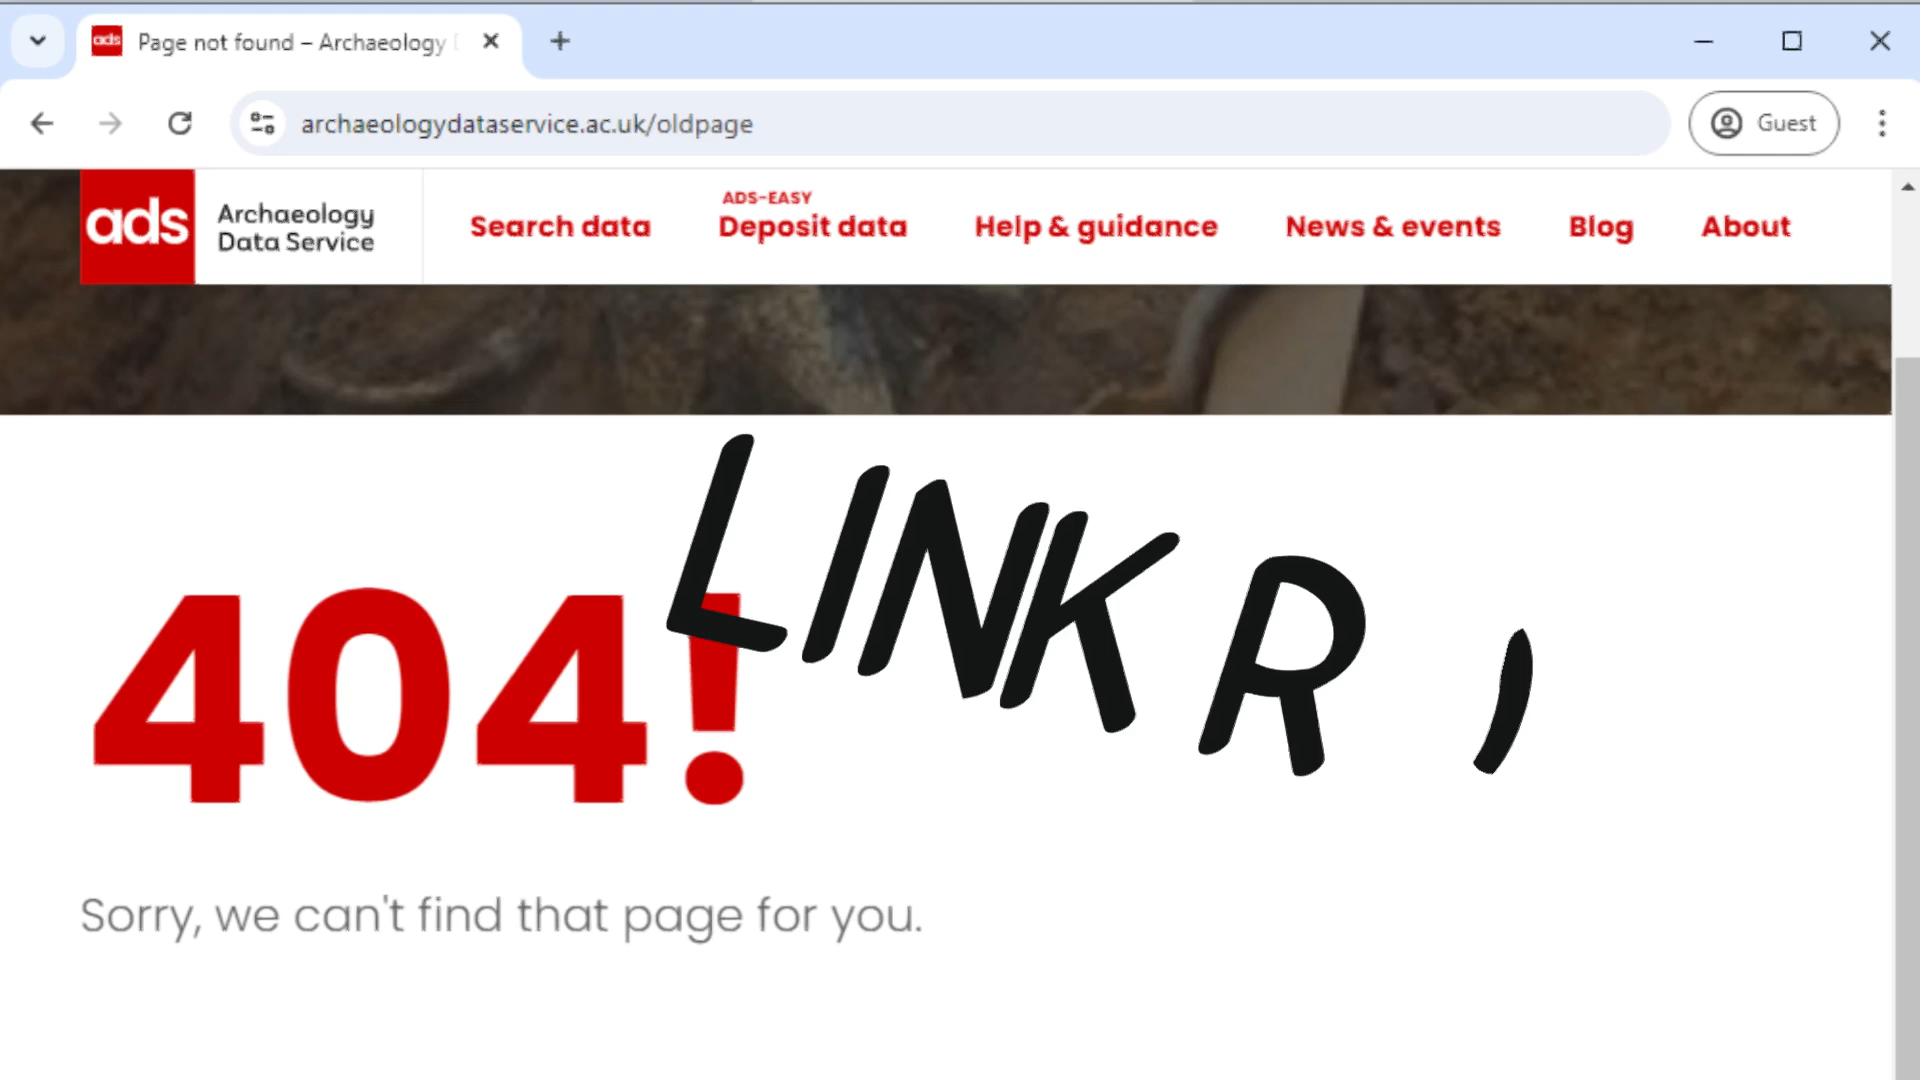 ads Page not found – Archaeology
archaeologydataservice.ac.uk/oldpage
Guest
ads
Archaeology
Data Service
Search data
ADS-EASY
Deposit data
Help & guidance
News & events
Blog
About
LINK R
404!
Sorry, we can't find that page for you.